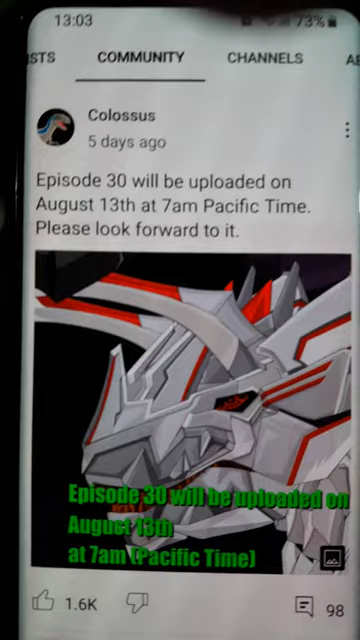 13:03
73%
STS
COMMUNITY
CHANNELS
Colossus
5 days ago
Episode 30 will be uploaded on
August 13th at 7am Pacific Time.
Please look forward to it.
Episode 30 will be uploaded on
August 13th
at 7am (Pacific Time)
1.6K
98